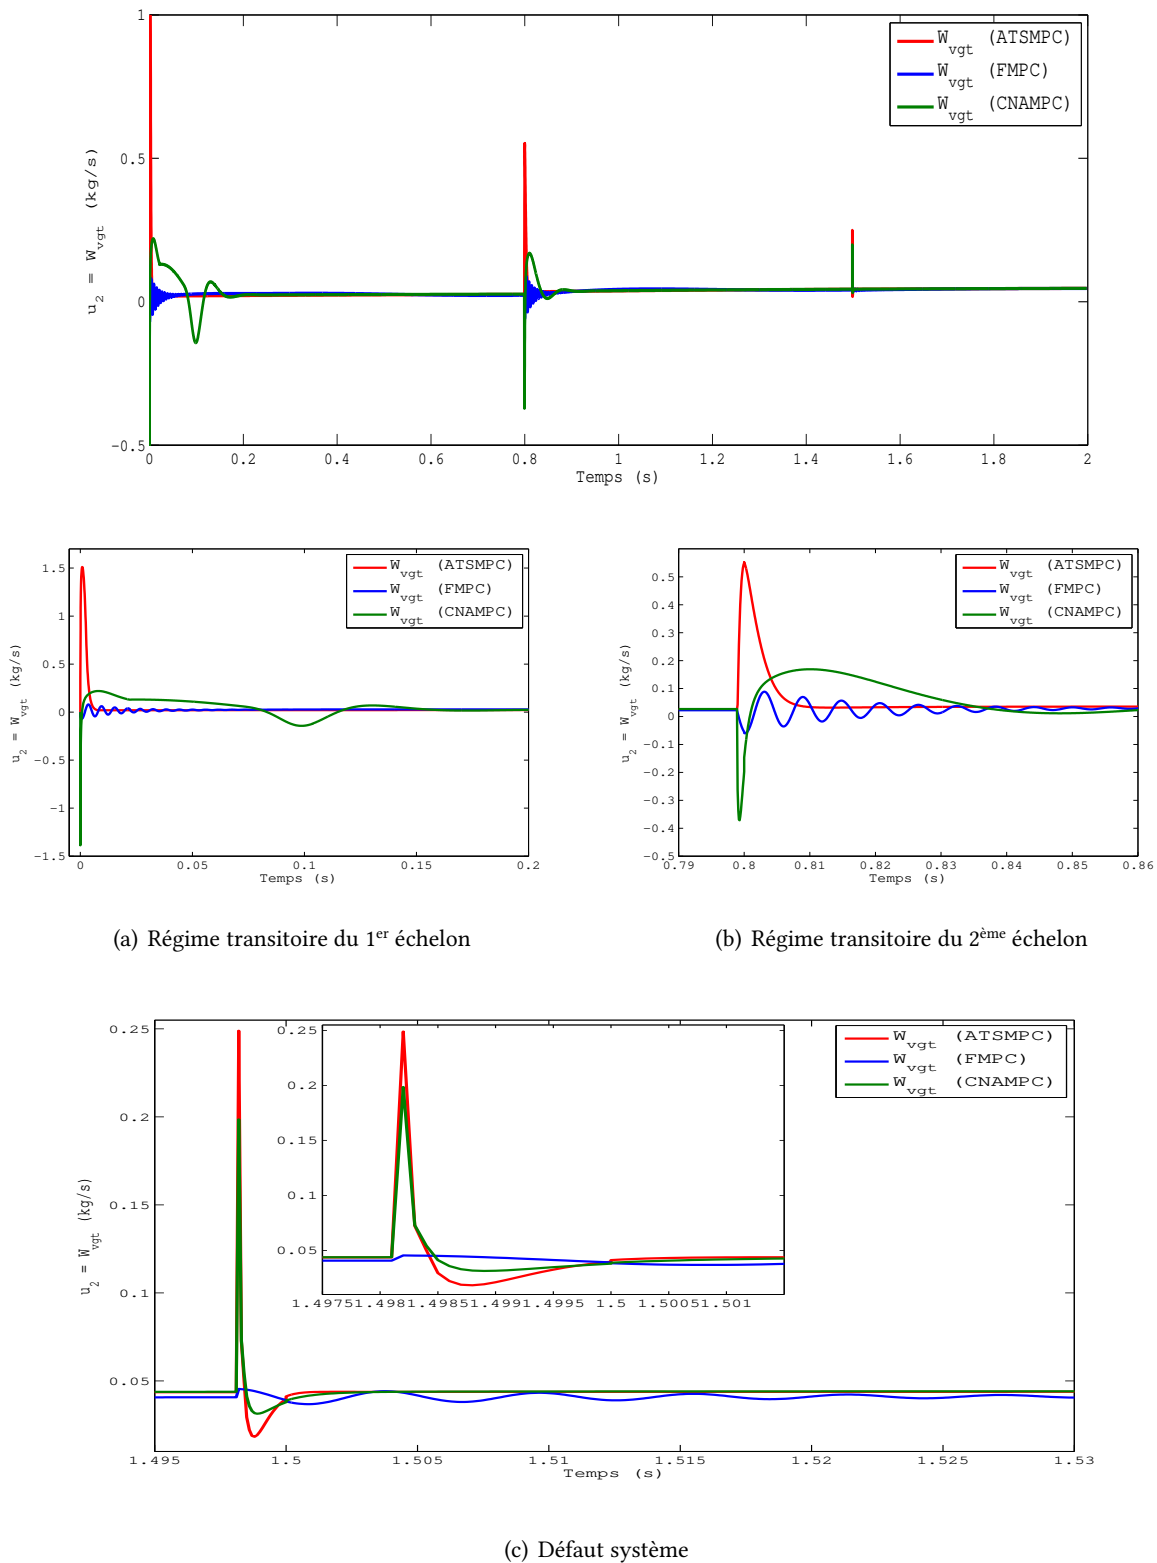 1
0.5
0
-0.5
u2 = Wvgt (kg/s)
Wvgt (ATSMPC)
Wvgt (FMPC)
Wvgt (CNAMPC)
0 0.2 0.4 0.6 0.8 1 1.2 1.4 1.6 1.8 2
Temps (s)
1.5
1
0.5
0
−0.5
−1
−1.5
u2 = Wvgt (kg/s)
Wvgt (ATSMPC)
Wvgt (FMPC)
Wvgt (CNAMPC)
0 0.05 0.1 0.15 0.2
Temps (s)
0.5
0.4
0.3
0.2
0.1
0
−0.1
−0.2
−0.3
−0.4
−0.5
u2 = Wvgt (kg/s)
Wvgt (ATSMPC)
Wvgt (FMPC)
Wvgt (CNAMPC)
0.79 0.8 0.81 0.82 0.83 0.84 0.85 0.86
Temps (s)
(a) Régime transitoire du 1er échelon
(b) Régime transitoire du 2ème échelon
0.25
0.2
0.15
0.1
0.05
u2 = Wvgt (kg/s)
0.25
0.2
0.15
0.1
0.05
1.49751 1.4981 1.49851 1.4991 1.4995 1.5 1.50051 1.501
Wvgt (ATSMPC)
Wvgt (FMPC)
Wvgt (CNAMPC)
1.495 1.5 1.505 1.51 1.515 1.52 1.525 1.53
Temps (s)
(c) Défaut système